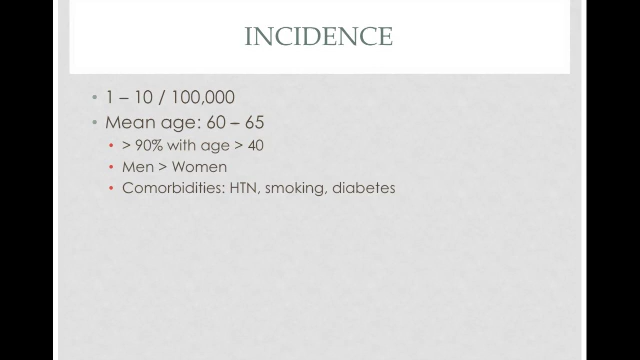 INCIDENCE
• 1 – 10 / 100,000
• Mean age: 60 – 65
• > 90% with age > 40
• Men > Women
• Comorbidities: HTN, smoking, diabetes